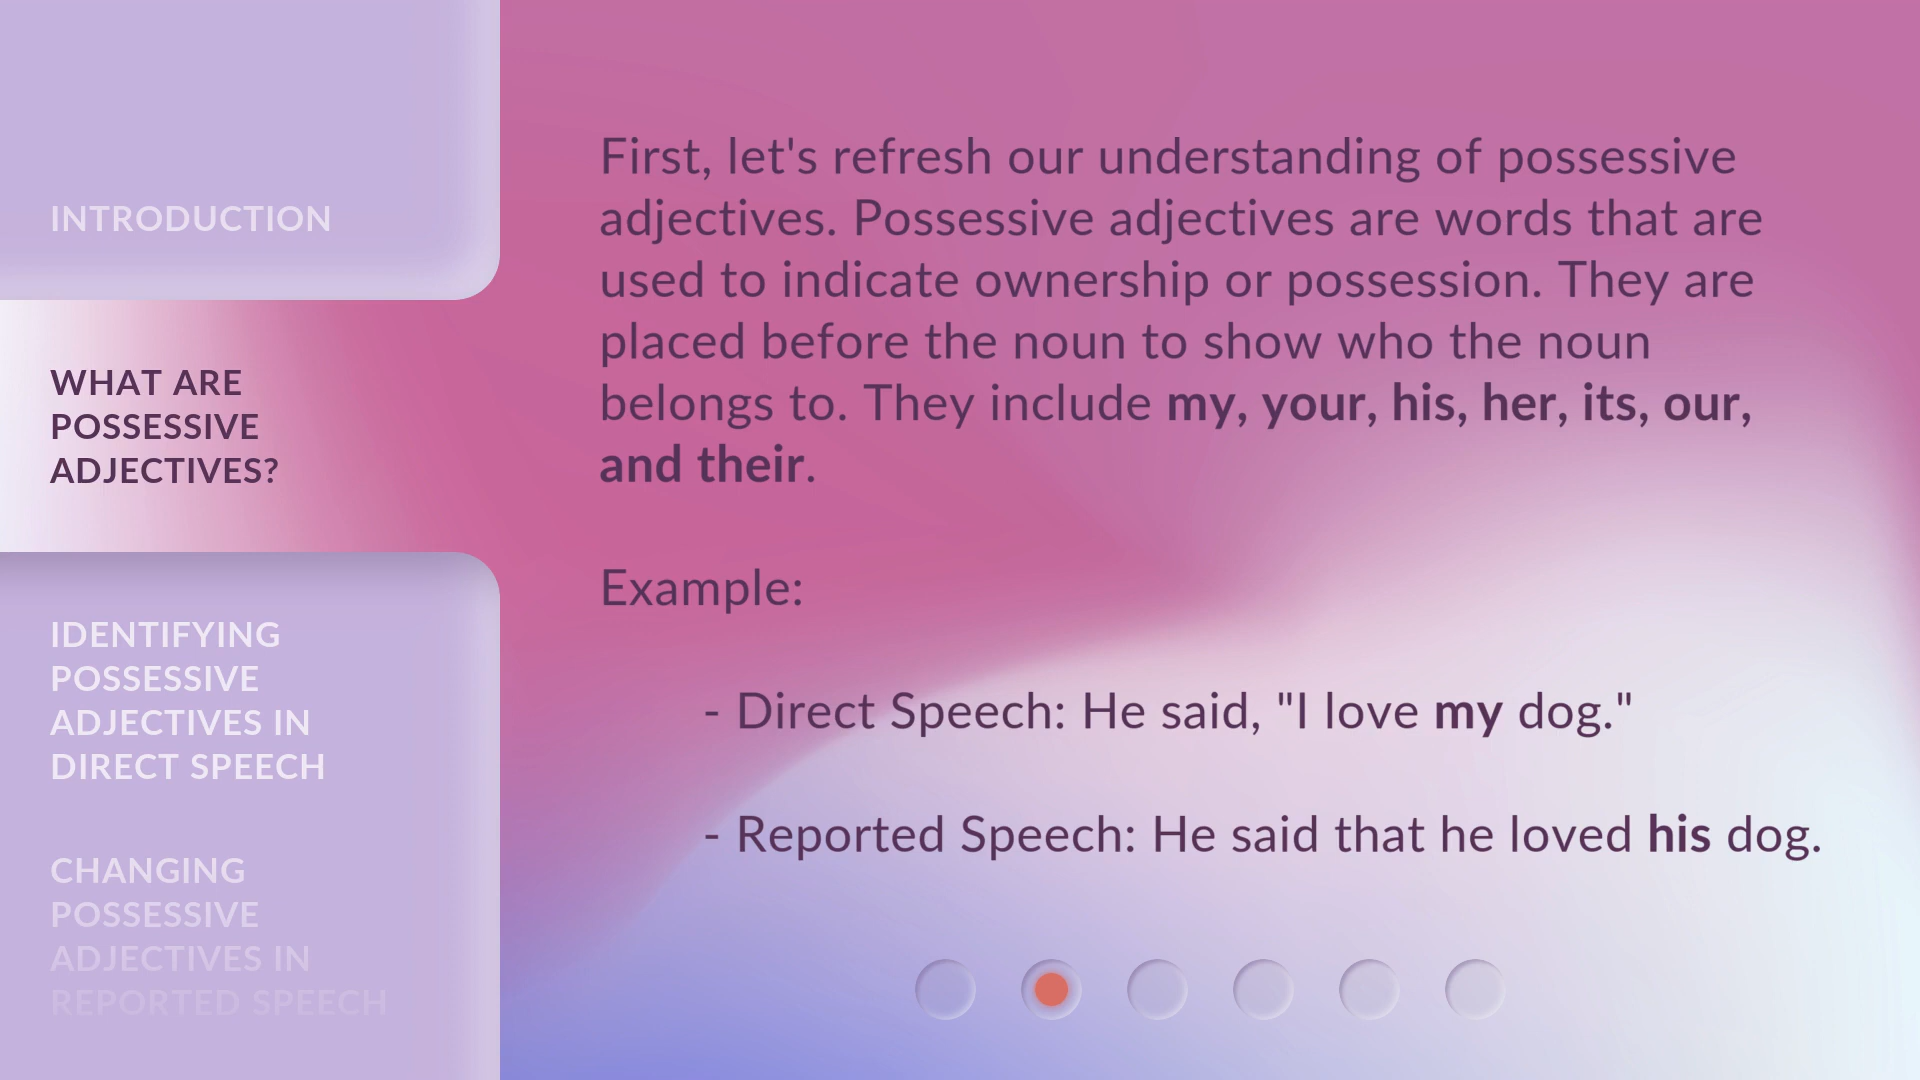 INTRODUCTION
WHAT ARE
POSSESSIVE
ADJECTIVES?
IDENTIFYING
POSSESSIVE
ADJECTIVES IN
DIRECT SPEECH
CHANGING
POSSESSIVE
ADJECTIVES IN
REPORTED SPEECH
First, let's refresh our understanding of possessive
adjectives. Possessive adjectives are words that are
used to indicate ownership or possession. They are
placed before the noun to show who the noun
belongs to. They include my, your, his, her, its, our,
and their.
Example:
- Direct Speech: He said, "I love my dog."
- Reported Speech: He said that he loved his dog.